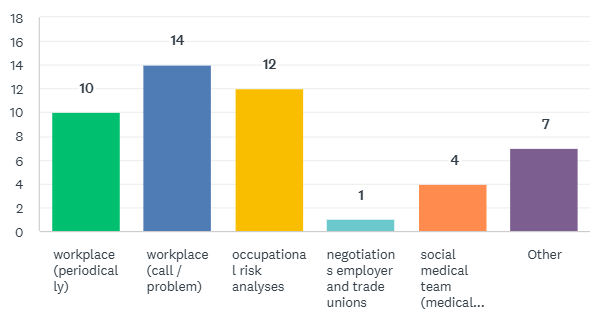 18
16
14
12
10
8
6
4
2
0
10
14
12
1
4
7
workplace
(periodical
ly)
workplace
(call /
problem)
occupationa
l risk
analyses
negotiation
s employer
and trade
unions
social
medical
team
(medical...
Other